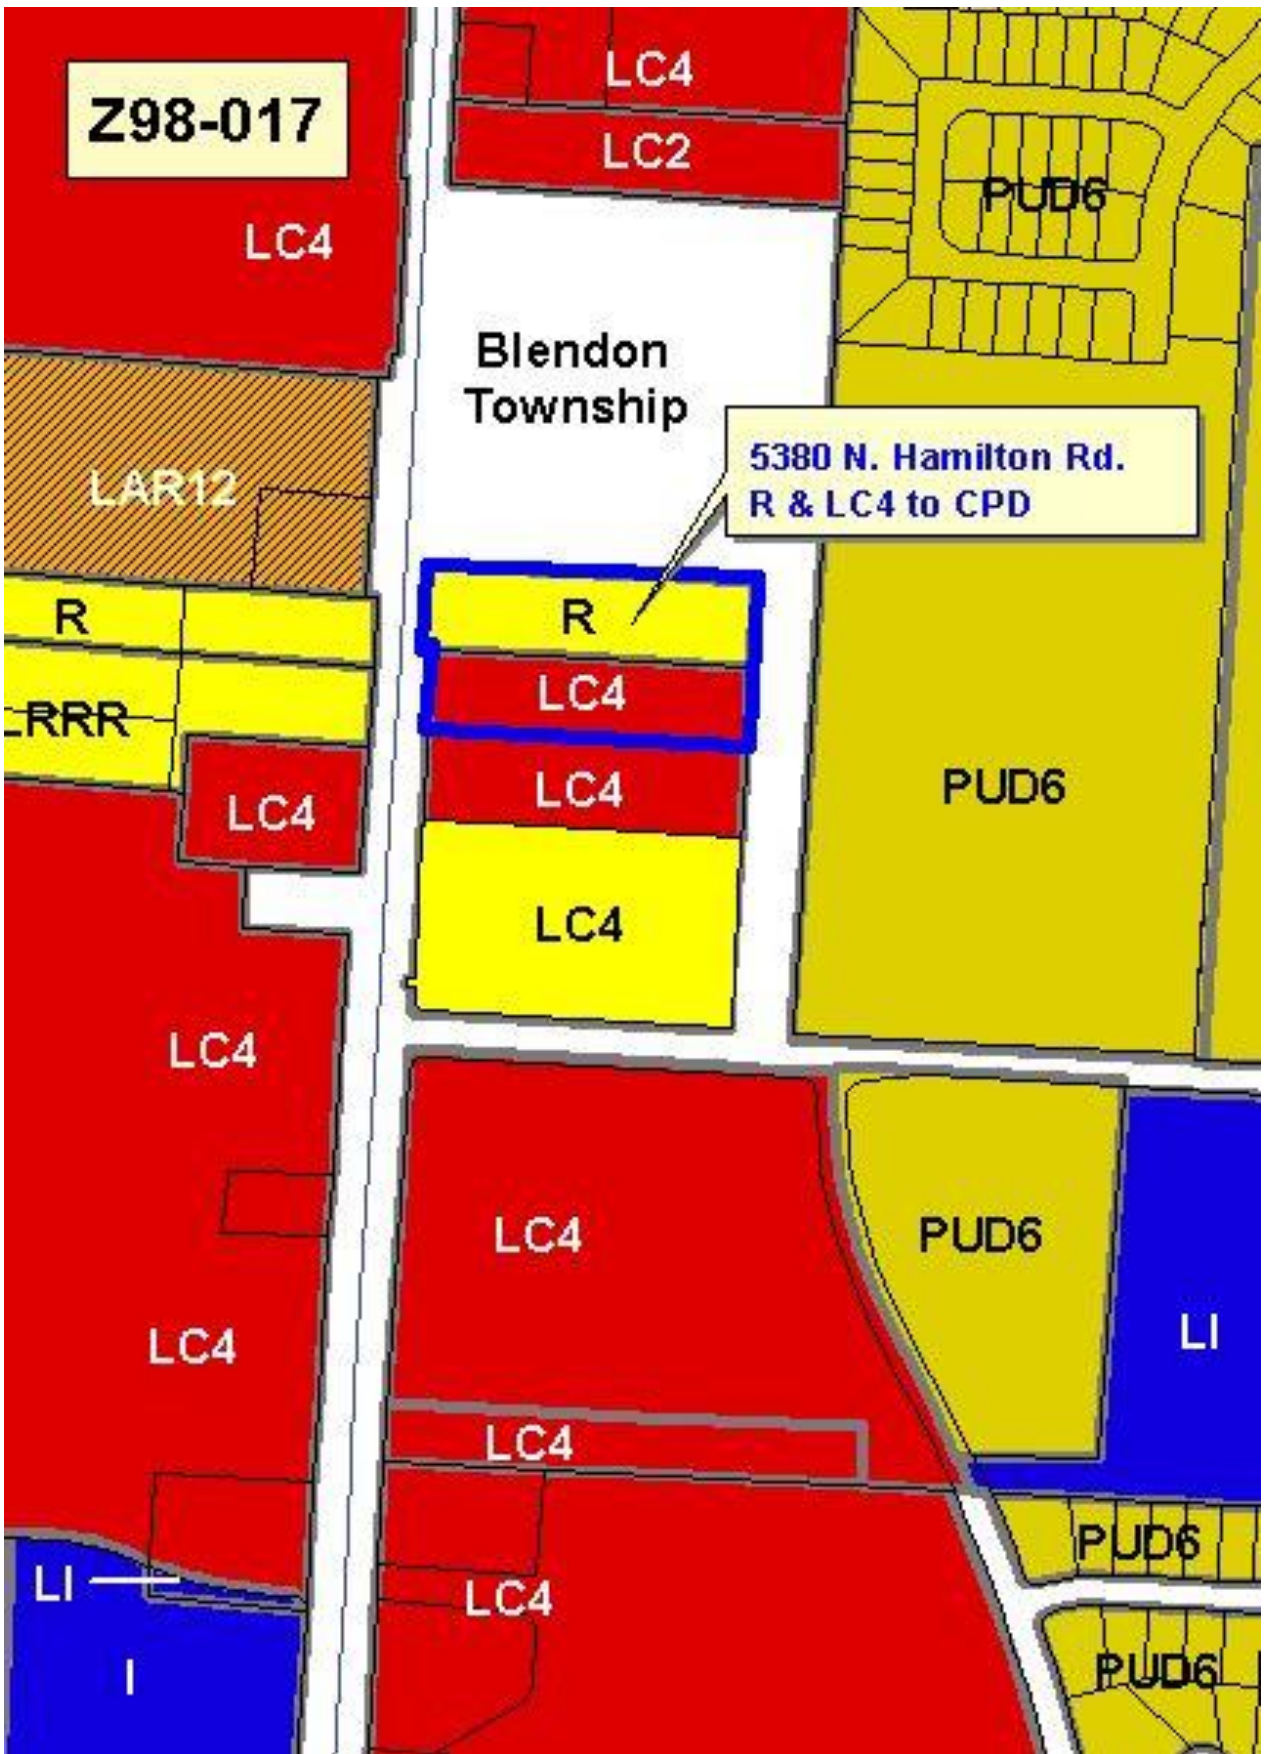 LC4
Z98-017
LC2
PUD6
LC4
Blendon
Township
5380 N. Hamilton Rd.
R & LC4 to CPD
LAR12
R
R
LC4
LRRR
LC4
PUD6
LC4
LC4
LC4
LC4
PUD6
LI
LC4
LC4
PUD6
LI
LC4
I
PUD6